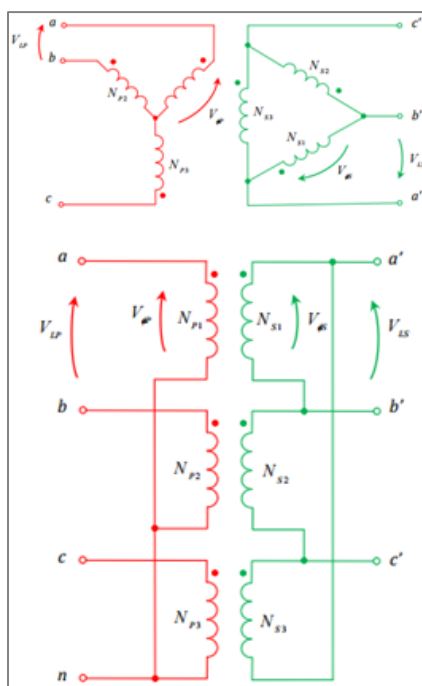 a
c'
V_LP
b
N_S2
N_P2
N_S3
b'
V_φP
N_S1
N_P3
V_LS
V_φS
c
a'
a
a'
V_LP
V_φP
N_P1
N_S1
V_φS
V_LS
b
b'
N_P2
N_S2
c
c'
N_P3
N_S3
n